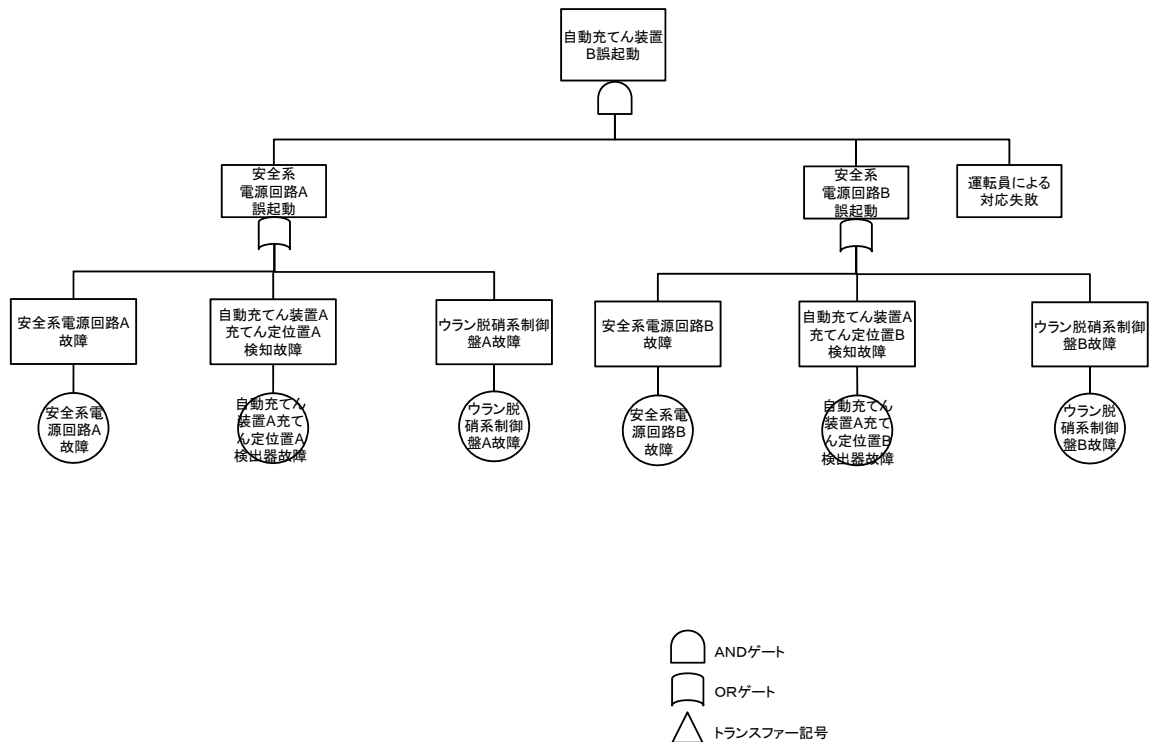 自動充てん装置
B誤起動
安全系
電源回路A
誤起動
安全系
電源回路B
誤起動
運転員による
対応失敗
安全系電源回路A
故障
自動充てん装置A
充てん定位置A
検知故障
ウラン脱硝系制御
盤A故障
安全系電源回路B
故障
自動充てん装置A
充てん定位置B
検知故障
ウラン脱硝系制御
盤B故障
安全系電
源回路A
故障
自動充てん
装置A充て
ん定位置A
検出器故障
ウラン脱
硝系制御
盤A故障
安全系電
源回路B
故障
自動充てん
装置A充て
ん定位置B
検出器故障
ウラン脱
硝系制御
盤B故障
ANDゲート
ORゲート
トランスファー記号